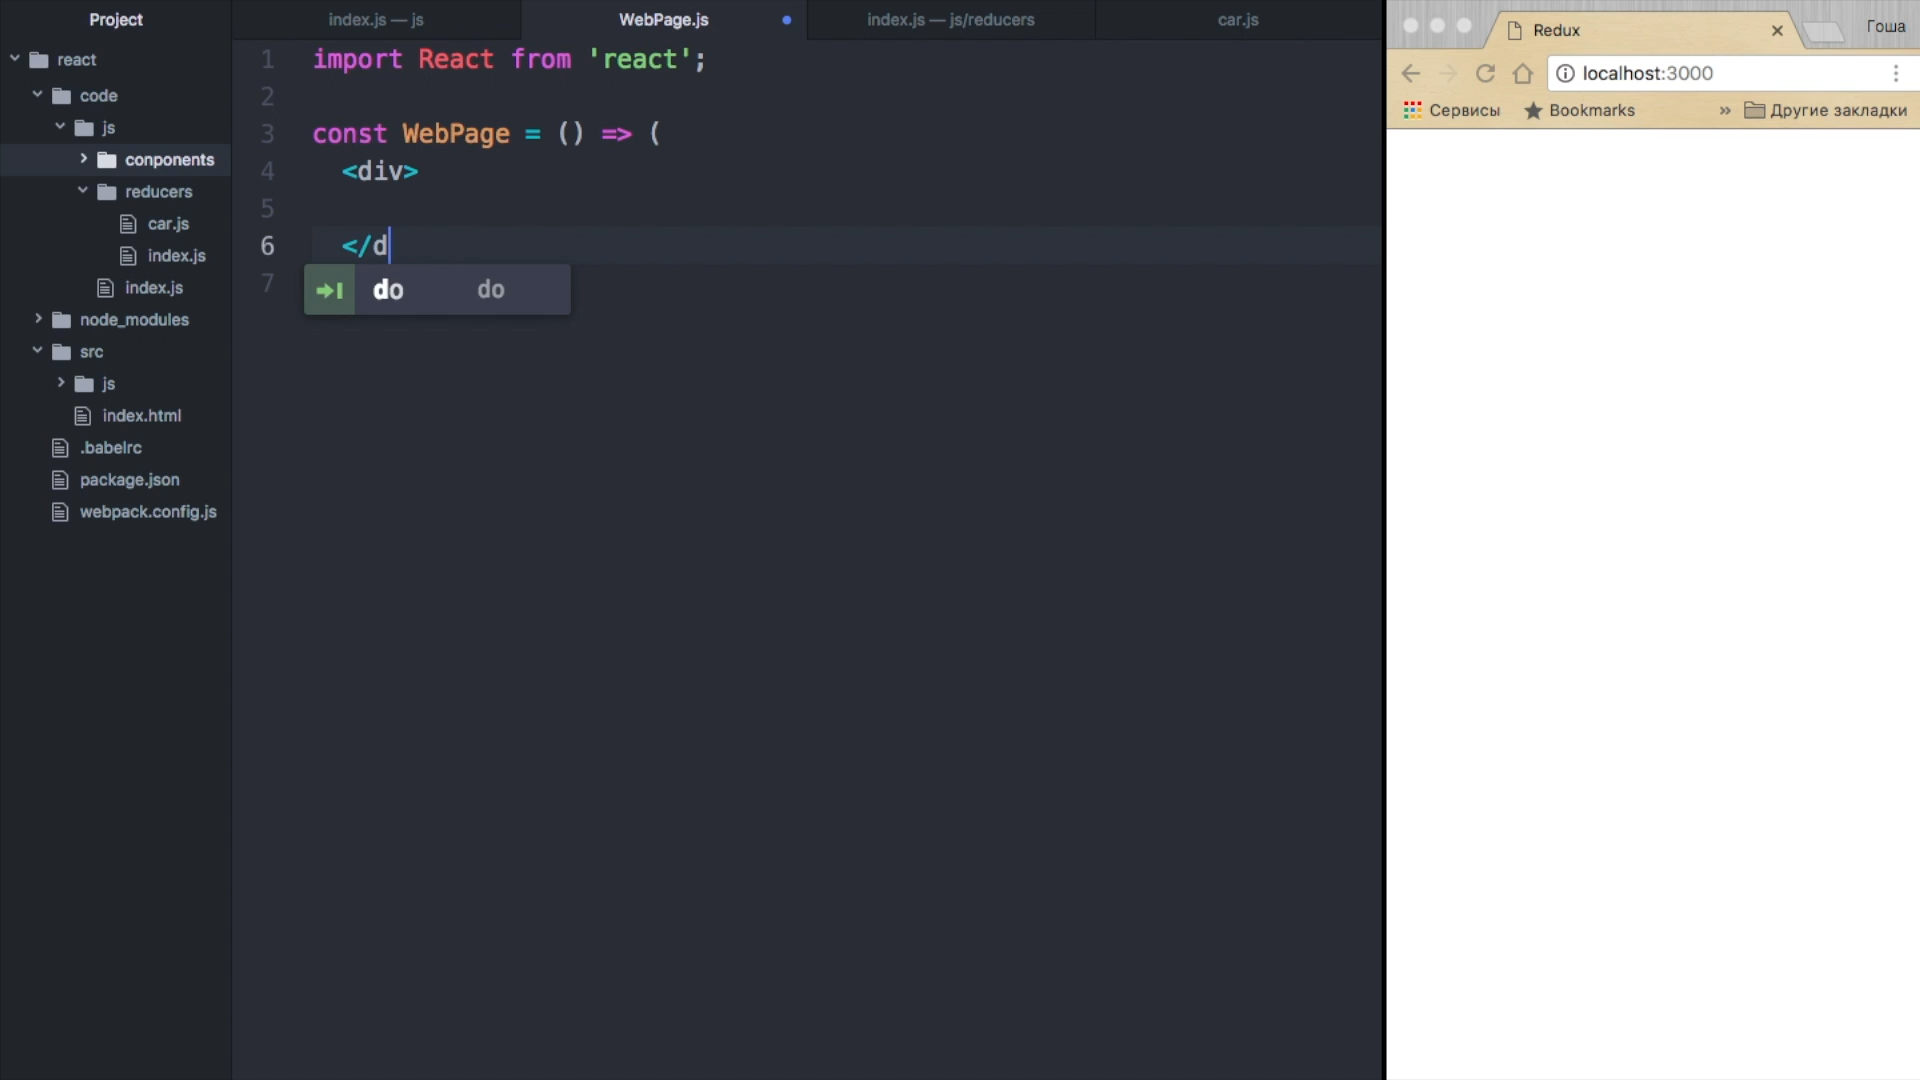 Project
react
code
js
conponents
reducers
car.js
index.js
index.js
node_modules
src
js
index.html
.babelrc
package.json
webpack.config.js
index.js — js
WebPage.js
index.js — js/reducers
car.js
1 import React from 'react';
2
3 const WebPage = () => (
4 <div>
5
6 </d
7
do do
Redux
Гоша
localhost:3000
Сервисы
Bookmarks
»
Другие закладки